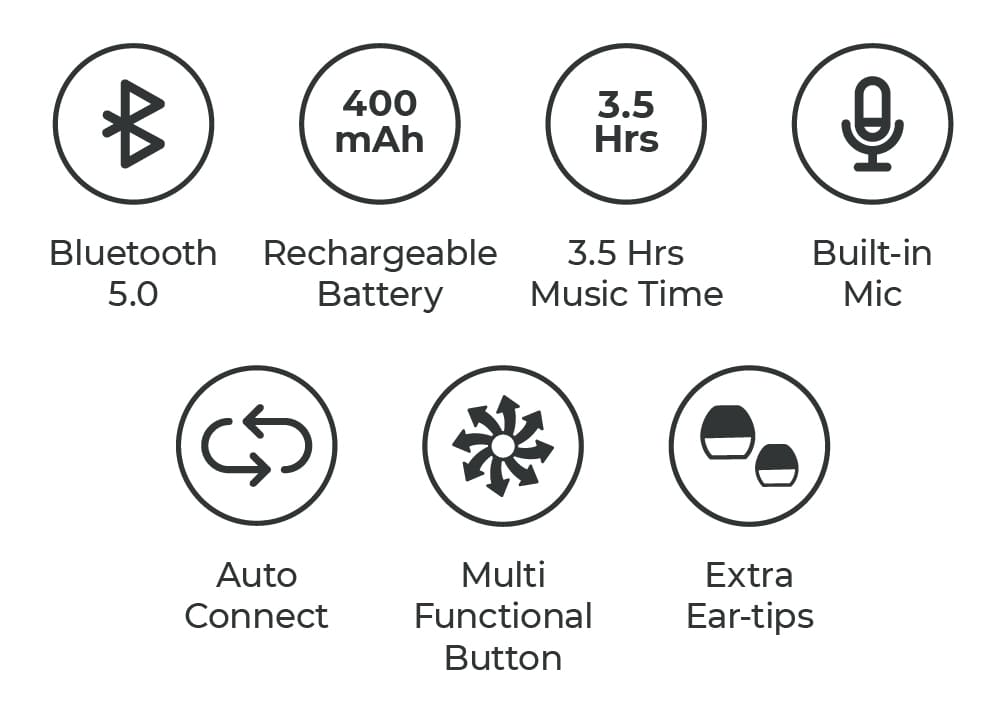 400
mAh
3.5
Hrs
Bluetooth
5.0
Rechargeable
Battery
3.5 Hrs
Music Time
Built-in
Mic
Auto
Connect
Multi
Functional
Button
Extra
Ear-tips